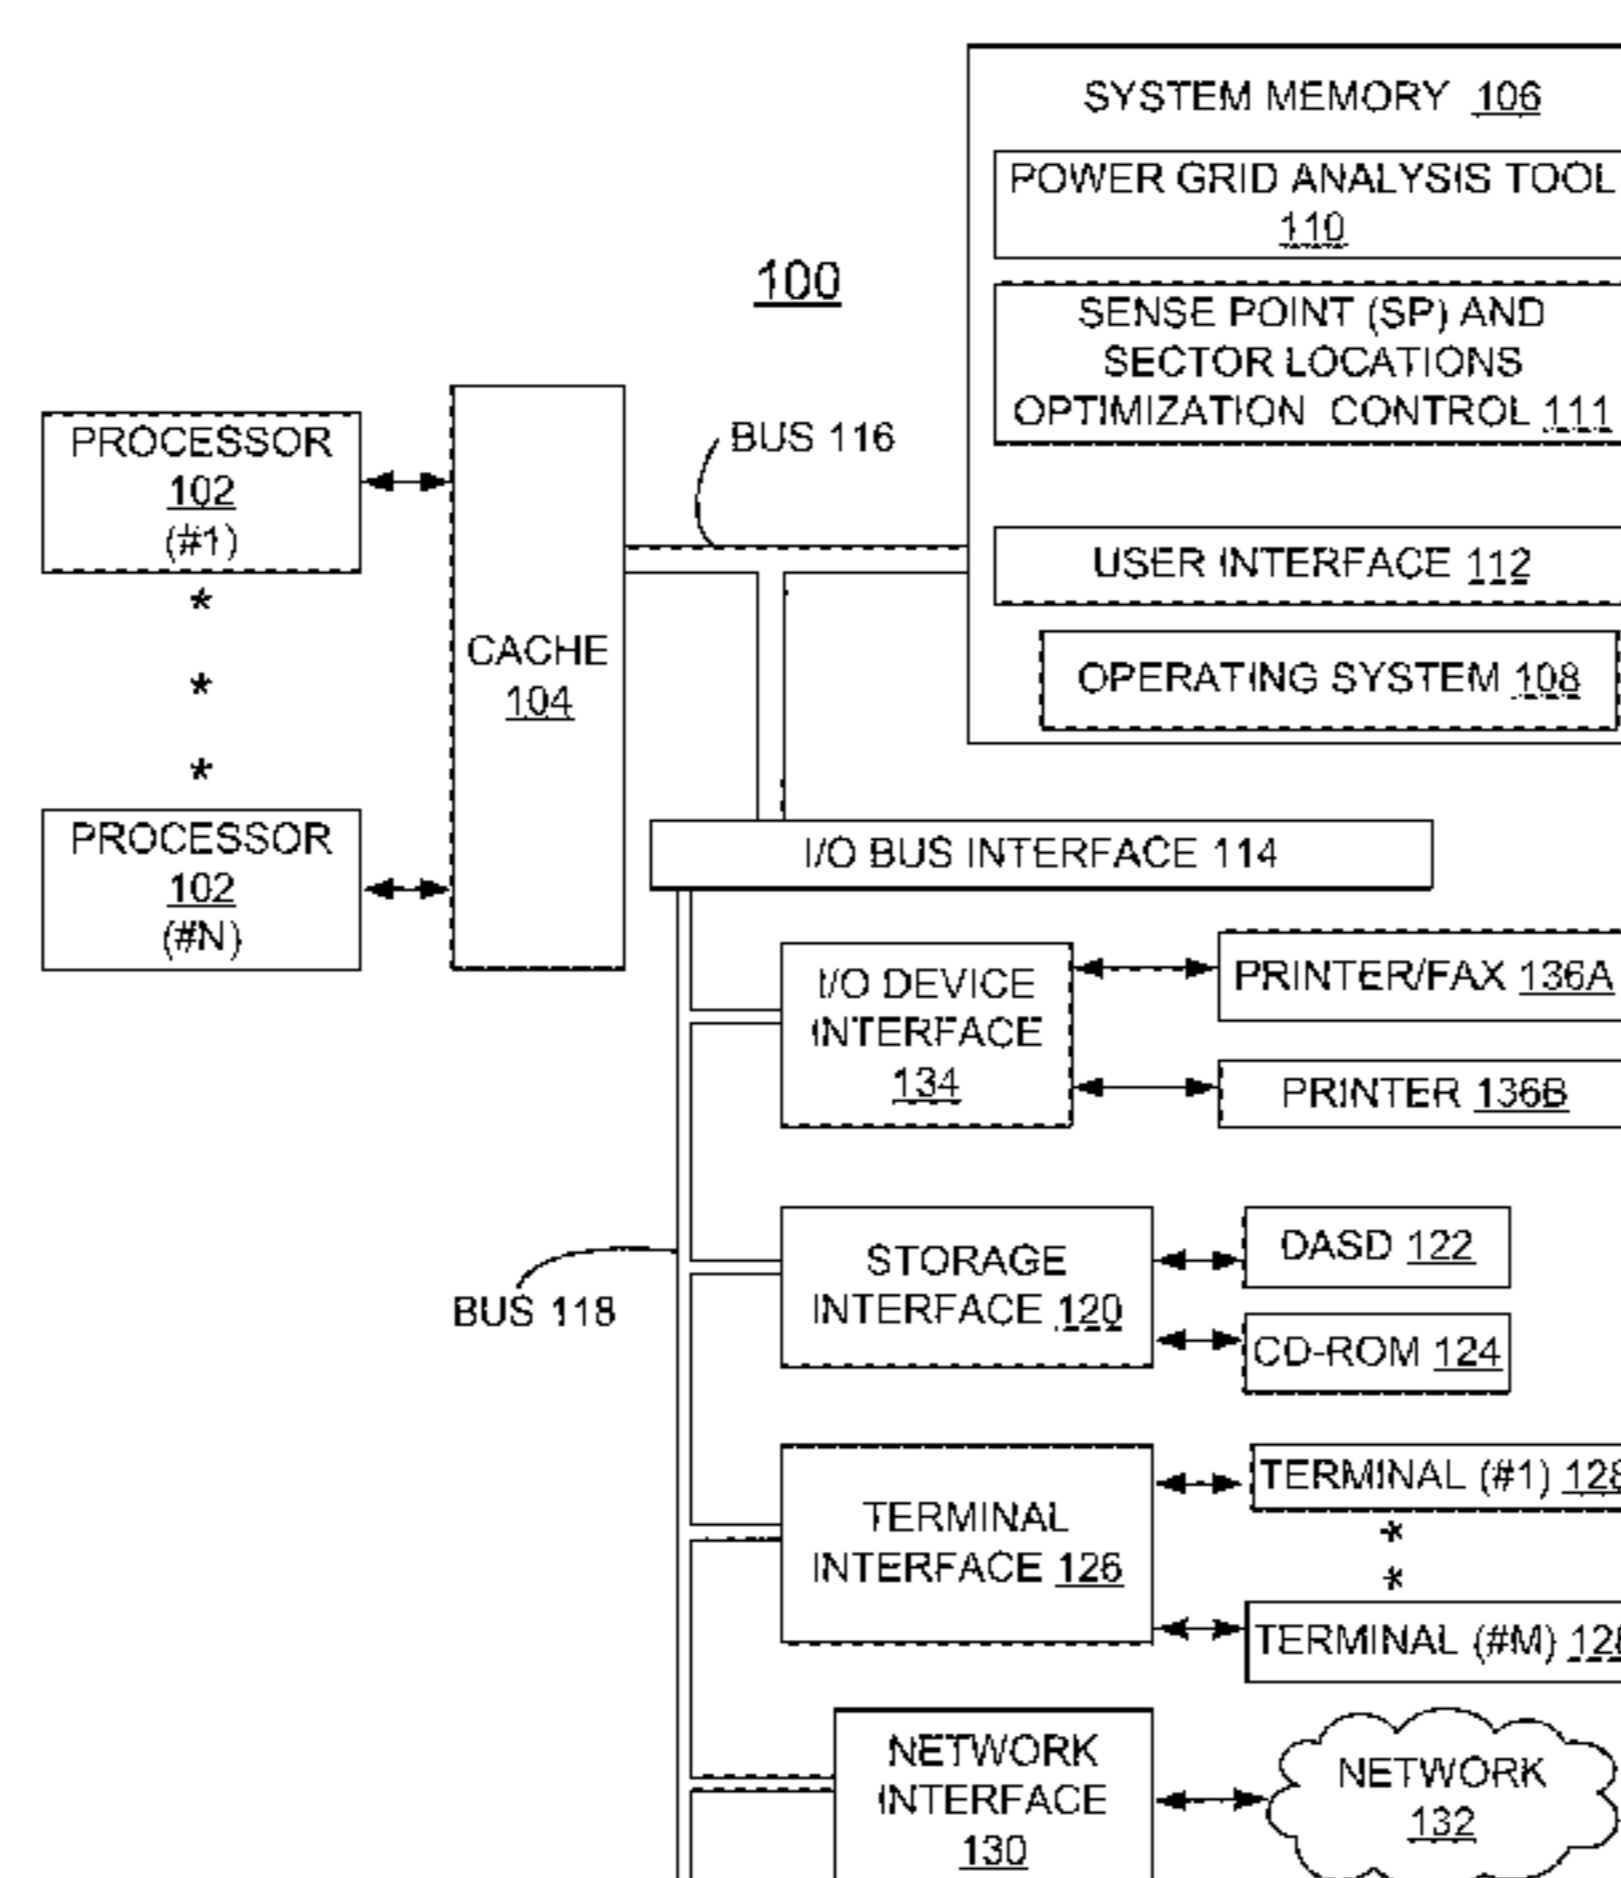 SYSTEM MEMORY 106
POWER GRID ANALYSIS TOOL
110
100
SENSE POINT (SP) AND
SECTOR LOCATIONS
OPTIMIZATION CONTROL 111
PROCESSOR
102
(#1)
BUS 116
USER INTERFACE 112
*
CACHE
104
*
OPERATING SYSTEM 108
*
PROCESSOR
102
(#N)
I/O BUS INTERFACE 114
I/O DEVICE
INTERFACE
134
PRINTER/FAX 136A
PRINTER 136B
STORAGE
INTERFACE 120
DASD 122
BUS 118
CD-ROM 124
TERMINAL
INTERFACE 126
TERMINAL (#1) 128
*
*
TERMINAL (#M) 128
NETWORK
INTERFACE
130
NETWORK
132